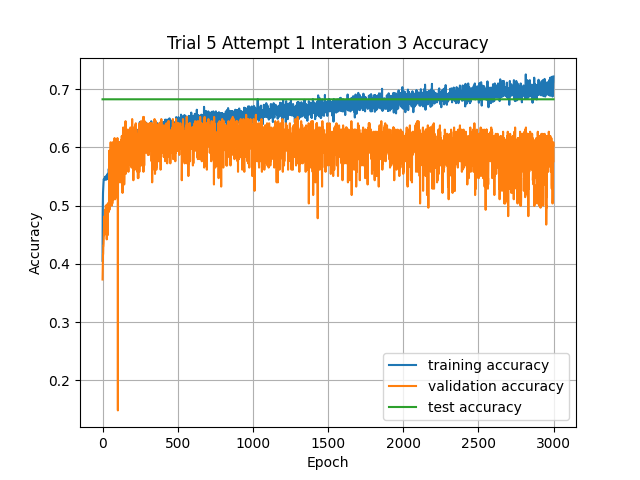 Trial 5 Attempt 1 Interation 3 Accuracy
0.7
0.6
0.5
0.4
0.3
0.2
Accuracy
training accuracy
validation accuracy
test accuracy
0 500 1000 1500 2000 2500 3000
Epoch